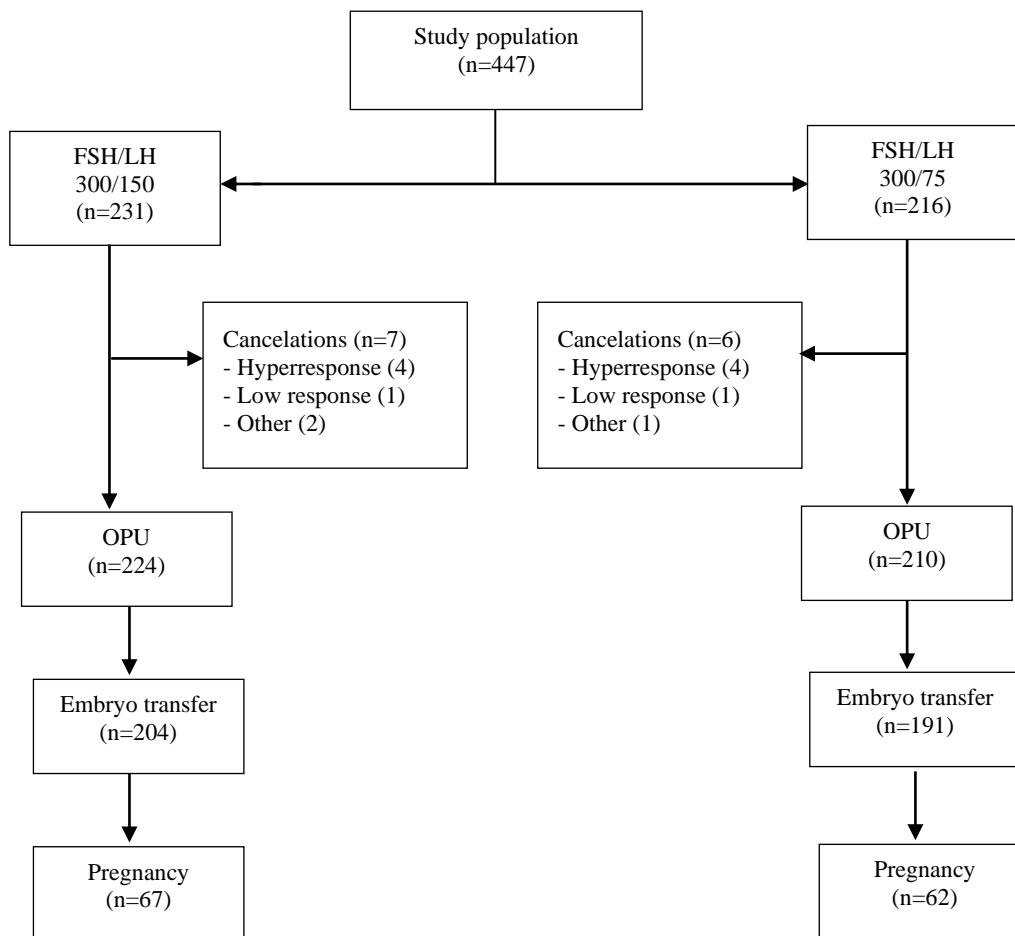 Study population
(n=447)
FSH/LH
300/150
(n=231)
FSH/LH
300/75
(n=216)
Cancelations (n=7)
- Hyperresponse (4)
- Low response (1)
- Other (2)
Cancelations (n=6)
- Hyperresponse (4)
- Low response (1)
- Other (1)
OPU
(n=224)
OPU
(n=210)
Embryo transfer
(n=204)
Embryo transfer
(n=191)
Pregnancy
(n=67)
Pregnancy
(n=62)